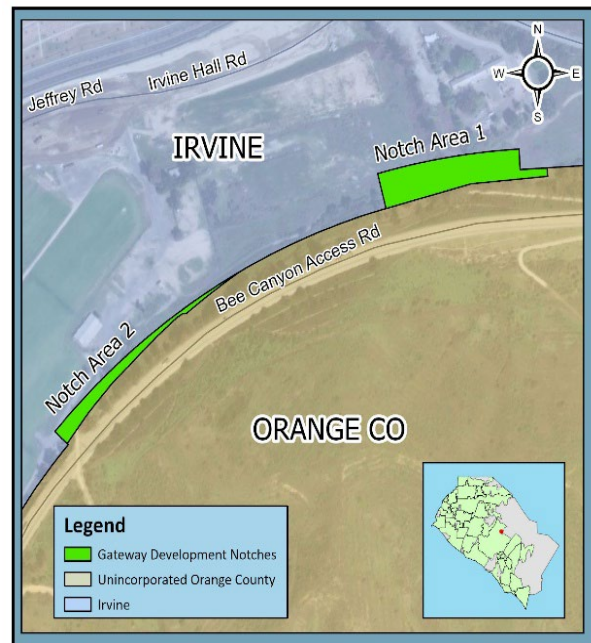 N
W E
S
Jeffrey Rd
Irvine Hall Rd
IRVINE
Notch Area 1
Bee Canyon Access Rd
Notch Area 2
ORANGE CO
Legend
Gateway Development Notches
Unincorporated Orange County
Irvine